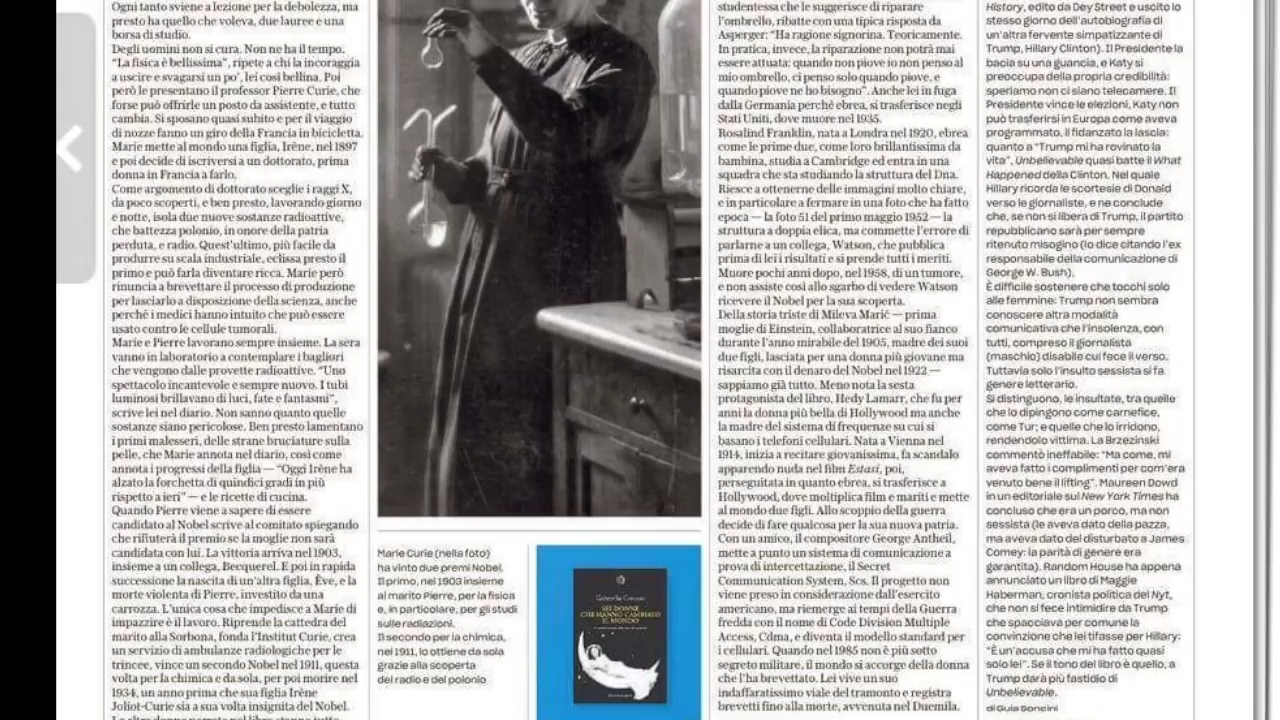 Ogni tanto sviene a lezione per la debolezza, ma
presto ha quello che voleva, due lauree e una
borsa di studio.
Degli uomini non si cura. Non ne ha il tempo.
“La fisica è bellissima”, ripete a chi la incoraggia
a uscire e svagarsi un po’, lei così bellina. Poi
però le presentano il professor Pierre Curie, che
forse può offrirle un posto da assistente, e tutto
cambia. Si sposano quasi subito e per il viaggio
di nozze fanno un giro della Francia in bicicletta.
Marie mette al mondo una figlia, Irène, nel 1897
e poi decide di iscriversi a un dottorato, prima
donna in Francia a farlo.
Come argomento di dottorato sceglie i raggi X,
da poco scoperti, e ben presto, lavorando giorno
e notte, isola due nuove sostanze radioattive,
che battezza polonio, in onore della patria
perduta, e radio. Quest’ultimo, più facile da
produrre su scala industriale, eclissa presto il
primo e può farla diventare ricca. Marie però
rinuncia a brevettare il processo di produzione
per lasciarlo a disposizione della scienza, anche
perché i medici hanno intuito che può essere
usato contro le cellule tumorali.
Marie e Pierre lavorano sempre insieme. La sera
vanno in laboratorio a contemplare i bagliori
che vengono dalle provette radioattive. “Uno
spettacolo incantevole e sempre nuovo. I tubi
luminosi brillavano di luci, fate e fantasmi”,
scrive lei nel diario. Non sanno quanto quelle
sostanze siano pericolose. Ben presto lamentano
i primi malesseri, delle strane bruciature sulla
pelle, che Marie annota nel diario, così come
annota i progressi della figlia — “Oggi Irène ha
alzato la forchetta di quindici gradi in più
rispetto a ieri” — e le ricette di cucina.
Quando Pierre viene a sapere di essere
candidato al Nobel scrive al comitato spiegando
che rifiuterà il premio se la moglie non sarà
candidata con lui. La vittoria arriva nel 1903,
insieme a un collega, Becquerel. E poi in rapida
successione la nascita di un’altra figlia, Ève, e la
morte violenta di Pierre, investito da una
carrozza. L’unica cosa che impedisce a Marie di
impazzire è il lavoro. Riprende la cattedra del
marito alla Sorbona, fonda l’Institut Curie, crea
un servizio di ambulanze radiologiche per le
trincee, vince un secondo Nobel nel 1911, questa
volta per la chimica e da sola, per poi morire nel
1934, un anno prima che sua figlia Irène
Joliot-Curie sia a sua volta insignita del Nobel.
Marie Curie (nella foto)
ha vinto due premi Nobel.
Il primo, nel 1903 insieme
al marito Pierre, per la fisica
e, in particolare, per gli studi
sulle radiazioni.
Il secondo per la chimica,
nel 1911, lo ottiene da sola
grazie alla scoperta
del radio e del polonio
SEI DONNE
CHE HANNO CAMBIATO
IL MONDO
studentessa che le suggerisce di riparare
l’ombrello, ribatte con una tipica risposta da
Asperger: “Ha ragione signorina. Teoricamente.
In pratica, invece, la riparazione non potrà mai
essere attuata: quando non piove io non penso al
mio ombrello, ci penso solo quando piove, e
quando piove ne ho bisogno”. Anche lei in fuga
dalla Germania perché ebrea, si trasferisce negli
Stati Uniti, dove muore nel 1935.
Rosalind Franklin, nata a Londra nel 1920, ebrea
come le prime due, come loro brillantissima da
bambina, studia a Cambridge ed entra in una
squadra che sta studiando la struttura del Dna.
Riesce a ottenerne delle immagini molto chiare,
e in particolare a fermare in una foto che ha fatto
epoca — la foto 51 del primo maggio 1952 — la
struttura a doppia elica, ma commette l’errore di
parlarne a un collega, Watson, che pubblica
prima di lei i risultati e si prende tutti i meriti.
Muore pochi anni dopo, nel 1958, di un tumore,
e non assiste così allo sgarbo di vedere Watson
ricevere il Nobel per la sua scoperta.
Della storia triste di Mileva Marić — prima
moglie di Einstein, collaboratrice al suo fianco
durante l’anno mirabile del 1905, madre dei suoi
due figli, lasciata per una donna più giovane ma
risarcita con il denaro del Nobel nel 1922 —
sappiamo già tutto. Meno nota la sesta
protagonista del libro, Hedy Lamarr, che fu per
anni la donna più bella di Hollywood ma anche
la madre del sistema di frequenze su cui si
basano i telefoni cellulari. Nata a Vienna nel
1914, inizia a recitare giovanissima, fa scandalo
apparendo nuda nel film Estasi, poi,
perseguitata in quanto ebrea, si trasferisce a
Hollywood, dove moltiplica film e mariti e mette
al mondo due figli. Allo scoppio della guerra
decide di fare qualcosa per la sua nuova patria.
Con un amico, il compositore George Antheil,
mette a punto un sistema di comunicazione a
prova di intercettazione, il Secret
Communication System, Scs. Il progetto non
viene preso in considerazione dall’esercito
americano, ma riemerge ai tempi della Guerra
fredda con il nome di Code Division Multiple
Access, Cdma, e diventa il modello standard per
i cellulari. Quando nel 1985 non è più sotto
segreto militare, il mondo si accorge della donna
che l’ha brevettato. Lei vive un suo
indaffaratissimo viale del tramonto e registra
brevetti fino alla morte, avvenuta nel Duemila.
History, edito da Dey Street e uscito lo
stesso giorno dell’autobiografia di
un’altra fervente simpatizzante di
Trump, Hillary Clinton). Il Presidente la
bacia su una guancia, e Katy si
preoccupa della propria credibilità:
speriamo non ci siano telecamere. Il
Presidente vince le elezioni, Katy non
può trasferirsi in Europa come aveva
programmato, il fidanzato la lascia:
quanto a “Trump mi ha rovinato la
vita”, Unbelievable quasi batte il What
Happened della Clinton. Nel quale
Hillary ricorda le scortesie di Donald
verso le giornaliste, e ne conclude
che, se non si libera di Trump, il partito
repubblicano sarà per sempre
ritenuto misogino (lo dice citando l’ex
responsabile della comunicazione di
George W. Bush).
È difficile sostenere che tocchi solo
alle femmine: Trump non sembra
conoscere altra modalità
comunicativa che l’insolenza, con
tutti, compreso il giornalista
(maschio) disabile cui fece il verso.
Tuttavia solo l’insulto sessista si fa
genere letterario.
Si distinguono, le insultate, tra quelle
che lo dipingono come carnefice,
come Tur; e quelle che lo irridono,
rendendolo vittima. La Brzezinski
commentò ineffabile: “Ma come, mi
aveva fatto i complimenti per com’era
venuto bene il lifting”. Maureen Dowd
in un editoriale sul New York Times ha
concluso che era un porco, ma non
sessista (le aveva dato della pazza,
ma aveva dato del disturbato a James
Comey: la parità di genere era
garantita). Random House ha appena
annunciato un libro di Maggie
Haberman, cronista politica del Nyt,
che non si fece intimidire da Trump
che spacciava per comune la
convinzione che lei tifasse per Hillary:
“È un’accusa che mi ha fatto quasi
solo lei”. Se il tono del libro è quello, a
Trump darà più fastidio di
Unbelievable.
di Guia Soncini